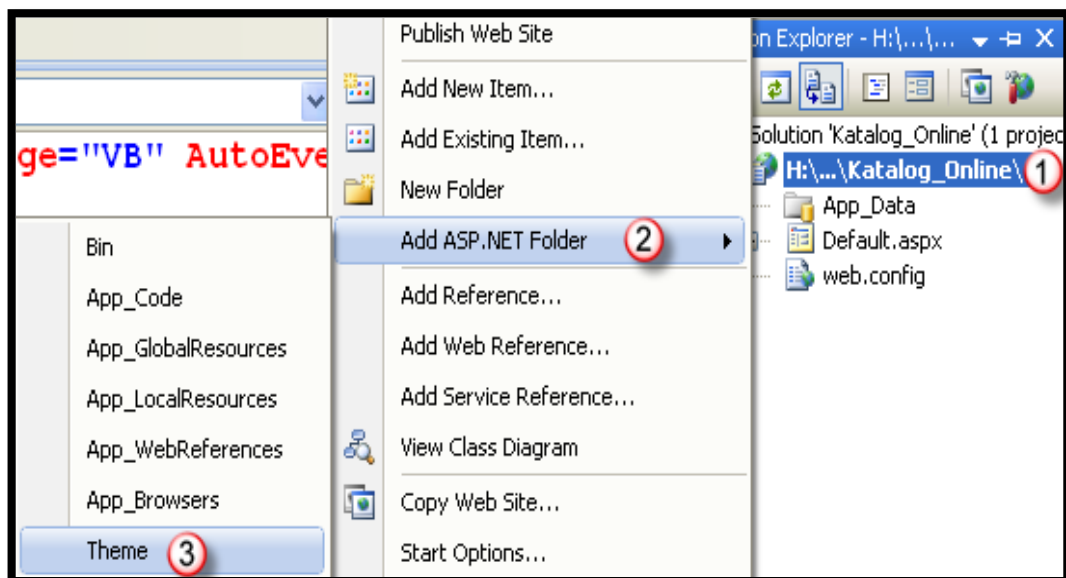 ge="VB" AutoEve
Bin
App_Code
App_GlobalResources
App_LocalResources
App_WebReferences
App_Browsers
Theme 3
Publish Web Site
Add New Item...
Add Existing Item...
New Folder
Add ASP.NET Folder 2
Add Reference...
Add Web Reference...
Add Service Reference...
View Class Diagram
Copy Web Site...
Start Options...
on Explorer - H:\...\...
Solution 'Katalog_Online' (1 projec
H:\...\Katalog_Online\ 1
App_Data
Default.aspx
web.config